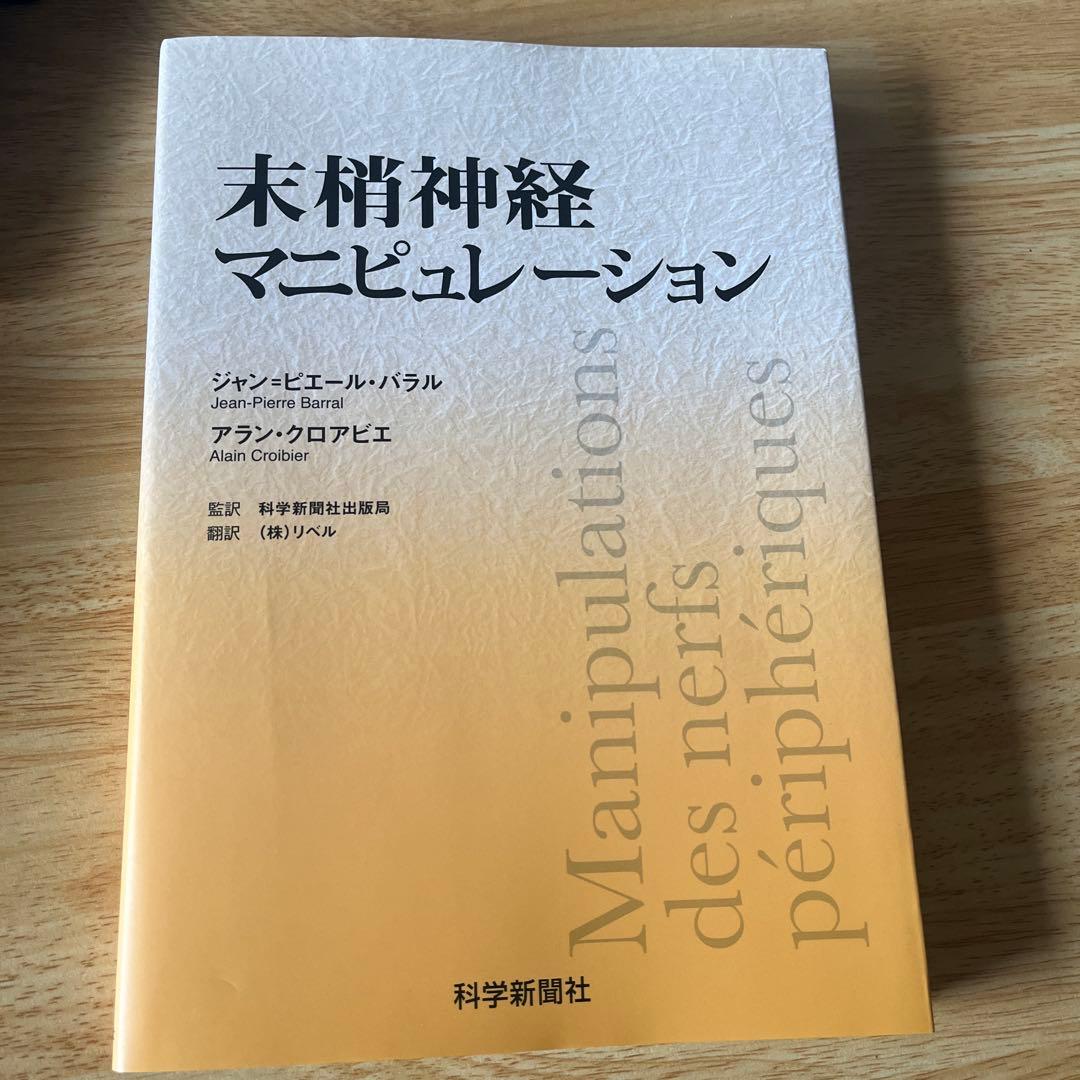 末梢神経
マニピュレーション
ジャン=ピエール・バラル
Jean-Pierre Barral
アラン・クロアビエ
Alain Croibier
監訳 科学新聞社出版局
翻訳 (株)リベル
Manipulations
des nerfs
périphériques
科学新聞社